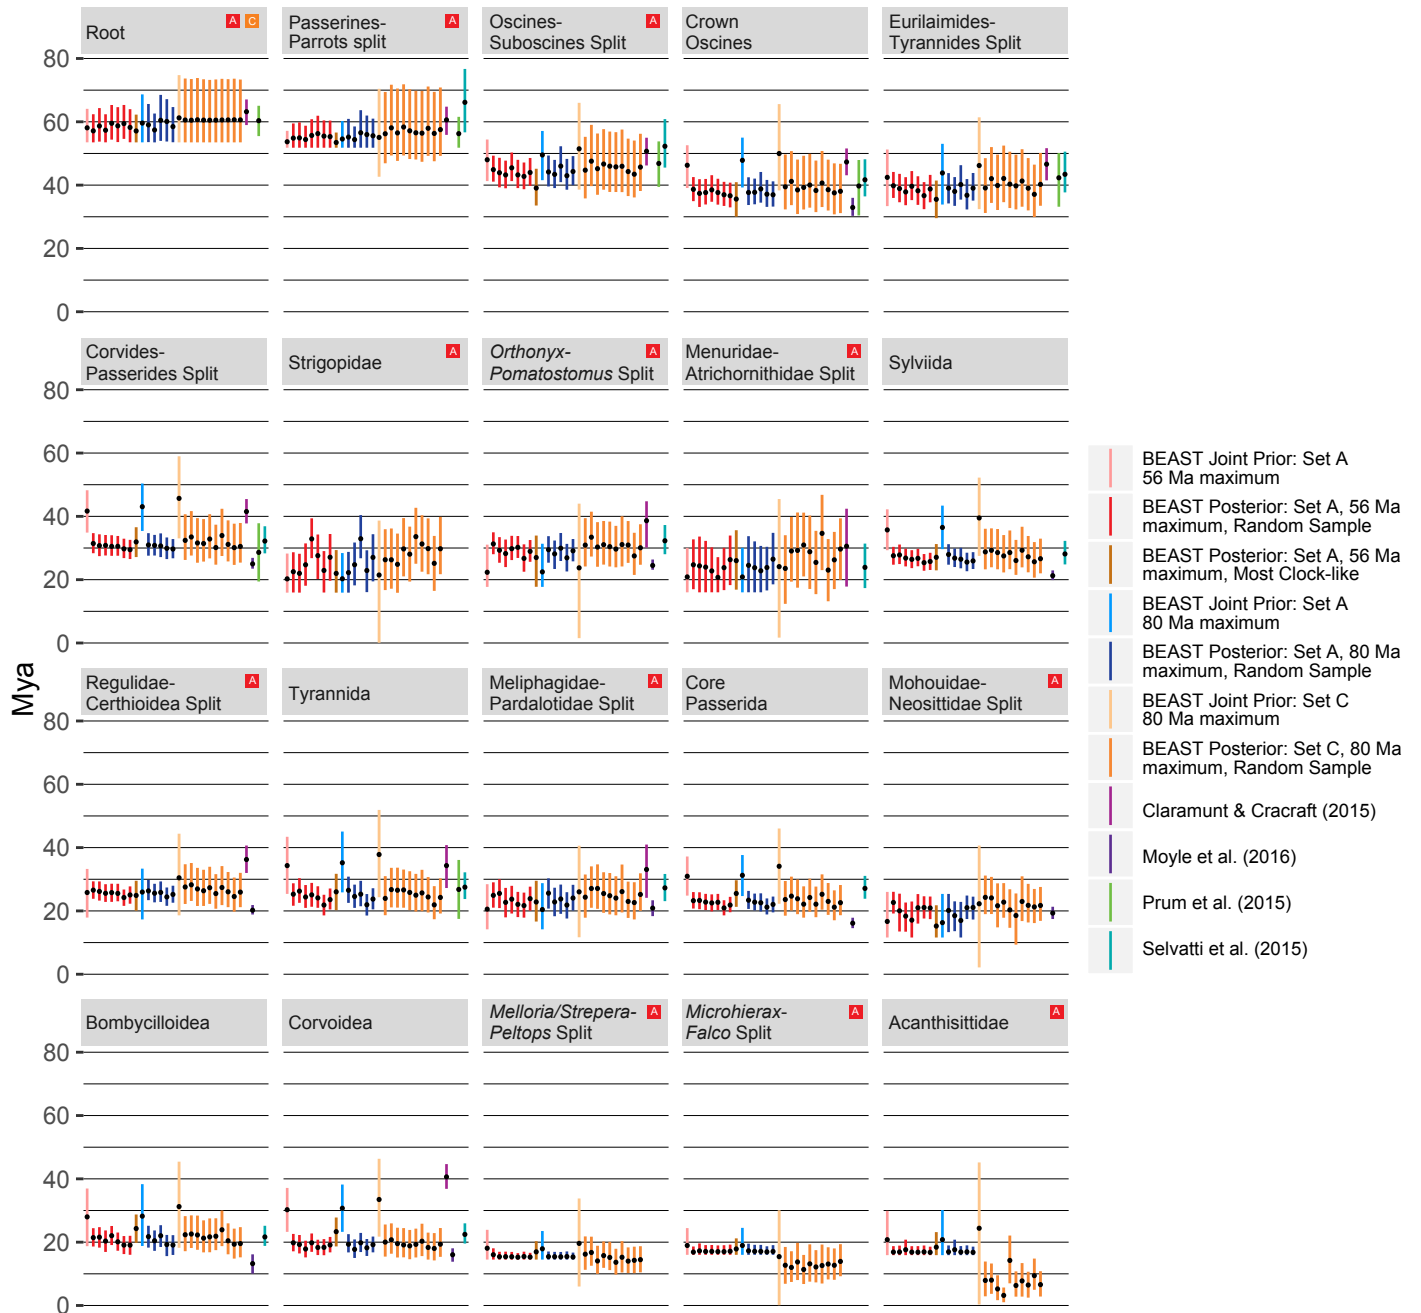 Root
A C
Passerines-
Parrots split
A
Oscines-
Suboscines Split
A
Crown
Oscines
Eurilaimides-
Tyrannides Split
80
60
40
20
0
Corvides-
Passerides Split
Strigopidae
A
Orthonyx-
Pomatostomus Split
A
Menuridae-
Atrichornithidae Split
A
Sylviida
80
60
40
20
0
Mya
Regulidae-
Certhioidea Split
A
Tyrannida
Meliphagidae-
Pardalotidae Split
A
Core
Passerida
Mohouidae-
Neosittidae Split
A
80
60
40
20
0
Bombycilloidea
Corvoidea
Melloria/Strepera-
Peltops Split
A
Microhierax-
Falco Split
A
Acanthisittidae
A
80
60
40
20
0
BEAST Joint Prior: Set A
56 Ma maximum
BEAST Posterior: Set A, 56 Ma
maximum, Random Sample
BEAST Posterior: Set A, 56 Ma
maximum, Most Clock-like
BEAST Joint Prior: Set A
80 Ma maximum
BEAST Posterior: Set A, 80 Ma
maximum, Random Sample
BEAST Joint Prior: Set C
80 Ma maximum
BEAST Posterior: Set C, 80 Ma
maximum, Random Sample
Claramunt & Cracraft (2015)
Moyle et al. (2016)
Prum et al. (2015)
Selvatti et al. (2015)